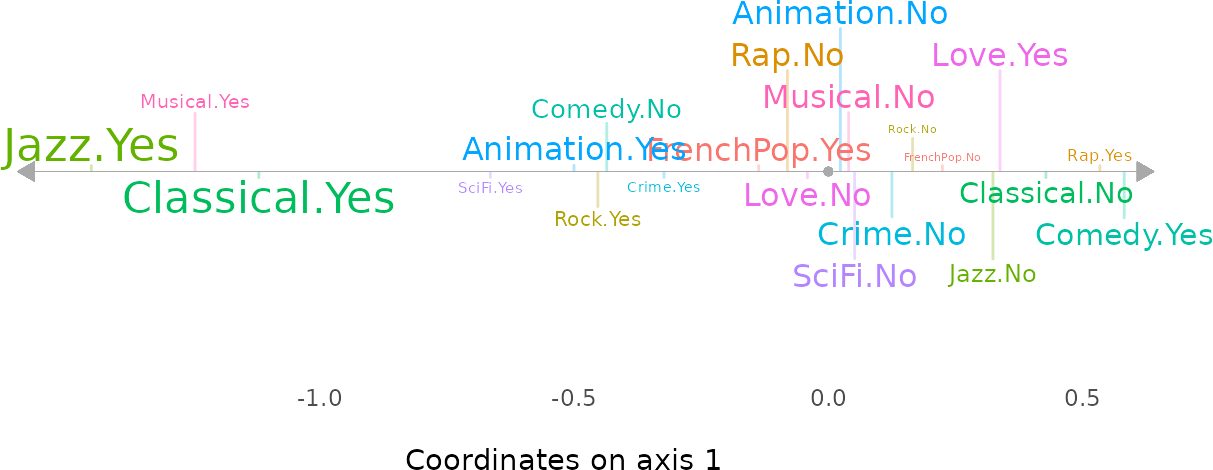 Animation.No
Rap.No
Love.Yes
Musical.Yes
Musical.No
Comedy.No
Rock.No
Jazz.Yes
Animation.Yes
FrenchPop.Yes
FrenchPop.No
Rap.Yes
Classical.Yes
SciFi.Yes
Crime.Yes
Love.No
Classical.No
Rock.Yes
Crime.No
Comedy.Yes
SciFi.No
Jazz.No
-1.0
-0.5
0.0
0.5
Coordinates on axis 1